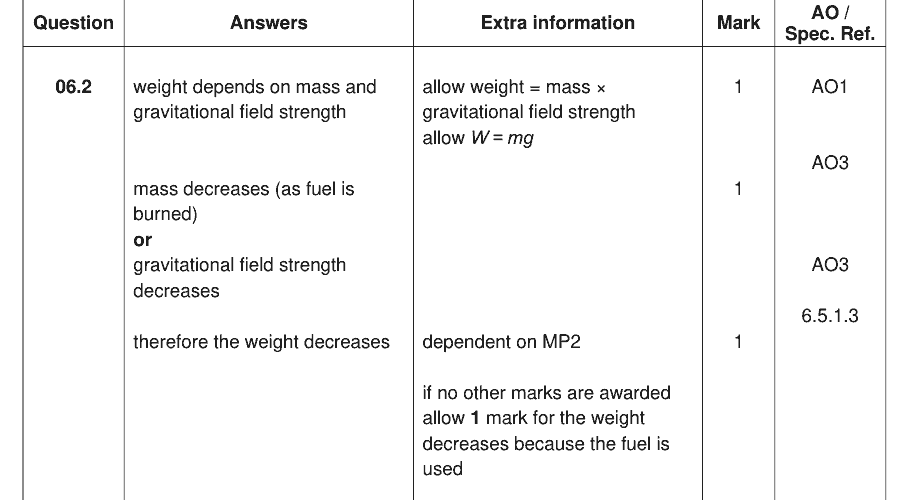 Question Answers Extra information Mark AO /
Spec. Ref.
06.2 weight depends on mass and allow weight = mass × 1 AO1
gravitational field strength gravitational field strength
allow W = mg
AO3
mass decreases (as fuel is 1
burned)
or
gravitational field strength AO3
decreases
6.5.1.3
therefore the weight decreases dependent on MP2 1
if no other marks are awarded
allow 1 mark for the weight
decreases because the fuel is
used